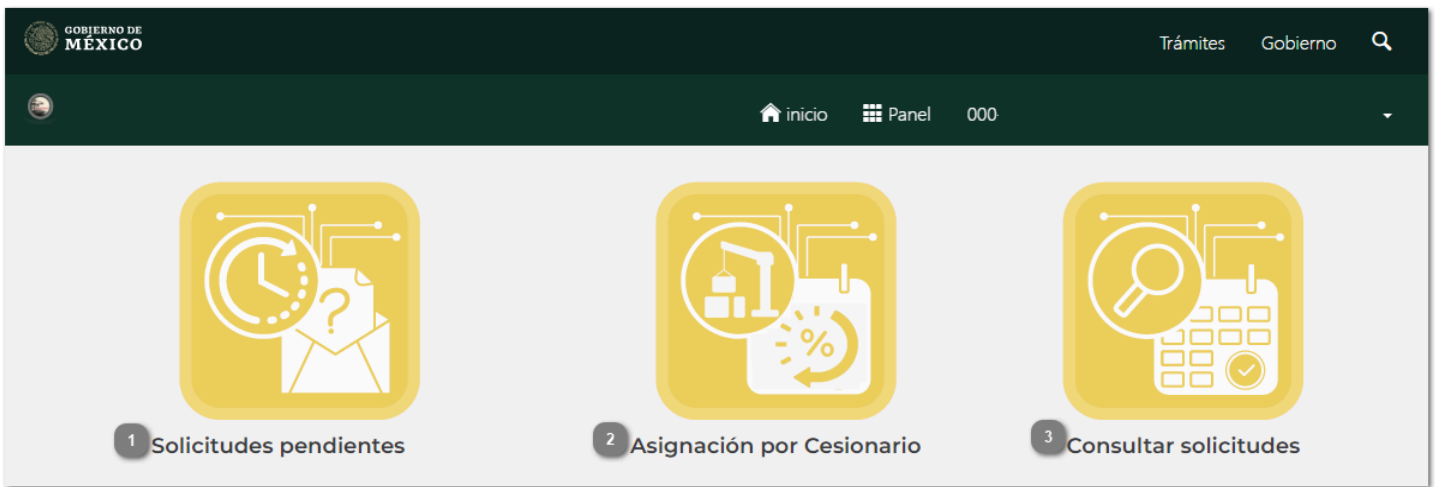 GOBIERNO DE
MÉXICO
Trámites Gobierno
inicio Panel 000-
?
%
1 Solicitudes pendientes
2 Asignación por Cesionario
3 Consultar solicitudes